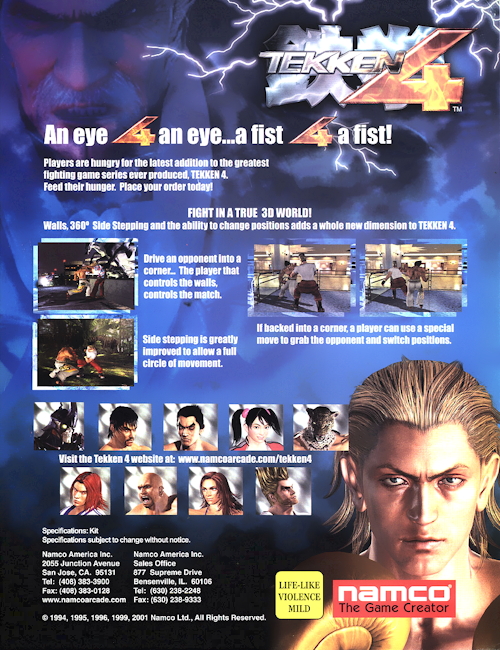 鉄拳
TEKKEN 4
TM
An eye 4 an eye...a fist 4 a fist!
Players are hungry for the latest addition to the greatest
fighting game series ever produced, TEKKEN 4.
Feed their hunger. Place your order today!
FIGHT IN A TRUE 3D WORLD!
Walls, 360º Side Stepping and the ability to change positions adds a whole new dimension to TEKKEN 4.
Drive an opponent into a
corner... The player that
controls the walls,
controls the match.
Side stepping is greatly
improved to allow a full
circle of movement.
If backed into a corner, a player can use a special
move to grab the opponent and switch positions.
Visit the Tekken 4 website at: www.namcoarcade.com/tekken4
Specifications: Kit
Specifications subject to change without notice.
Namco America Inc.
2055 Junction Avenue
San Jose, CA. 95131
Tel: (408) 383-3900
Fax: (408) 383-0128
www.namcoarcade.com
Namco America Inc.
Sales Office
877 Supreme Drive
Bensenville, IL. 60106
Tel: (630) 238-2248
Fax: (630) 238-9333
© 1994, 1995, 1996, 1999, 2001 Namco Ltd., All Rights Reserved.
LIFE-LIKE
VIOLENCE
MILD
namco®
The Game Creator